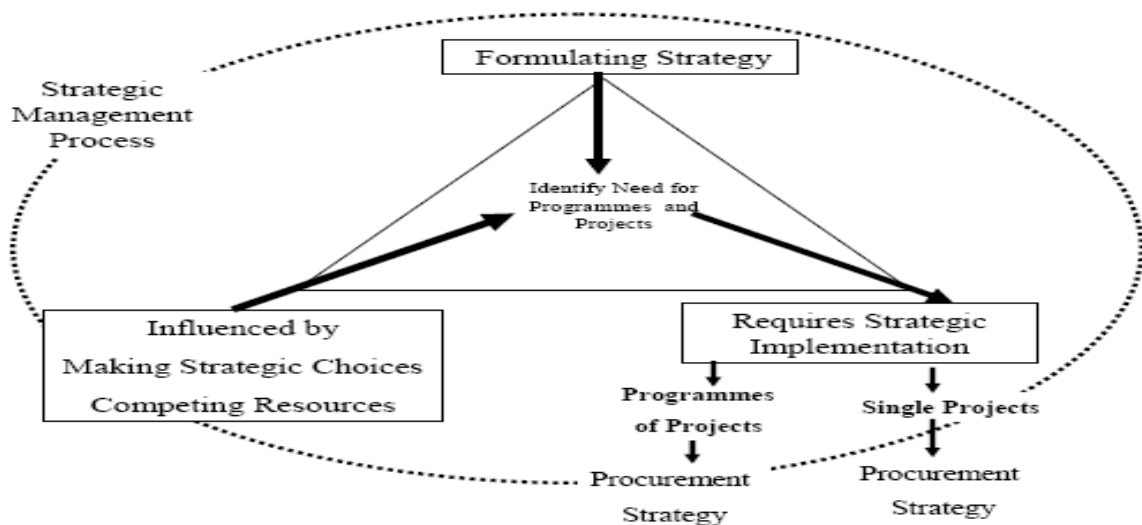 Formulating Strategy
Strategic
Management
Process
Identify Need for
Programmes and
Projects
Influenced by
Making Strategic Choices
Competing Resources
Requires Strategic
Implementation
Programmes
of Projects
Single Projects
Procurement
Strategy
Procurement
Strategy